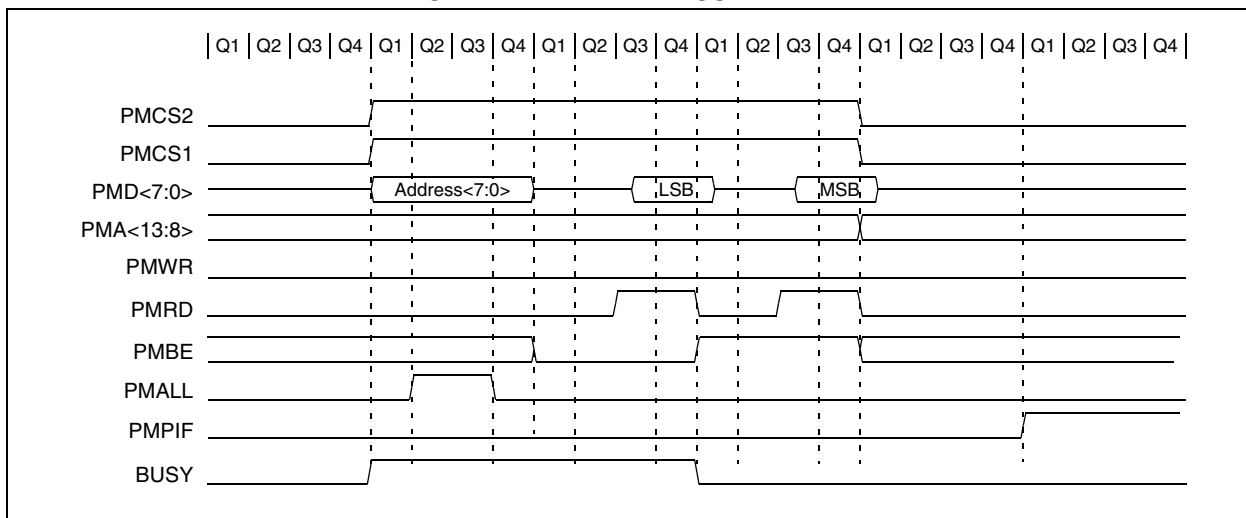 Q1 Q2 Q3 Q4 Q1 Q2 Q3 Q4 Q1 Q2 Q3 Q4 Q1 Q2 Q3 Q4 Q1 Q2 Q3 Q4 Q1 Q2 Q3 Q4
PMCS2
PMCS1
PMD<7:0> Address<7:0> LSB MSB
PMA<13:8>
PMWR
PMRD
PMBE
PMALL
PMPIF
BUSY